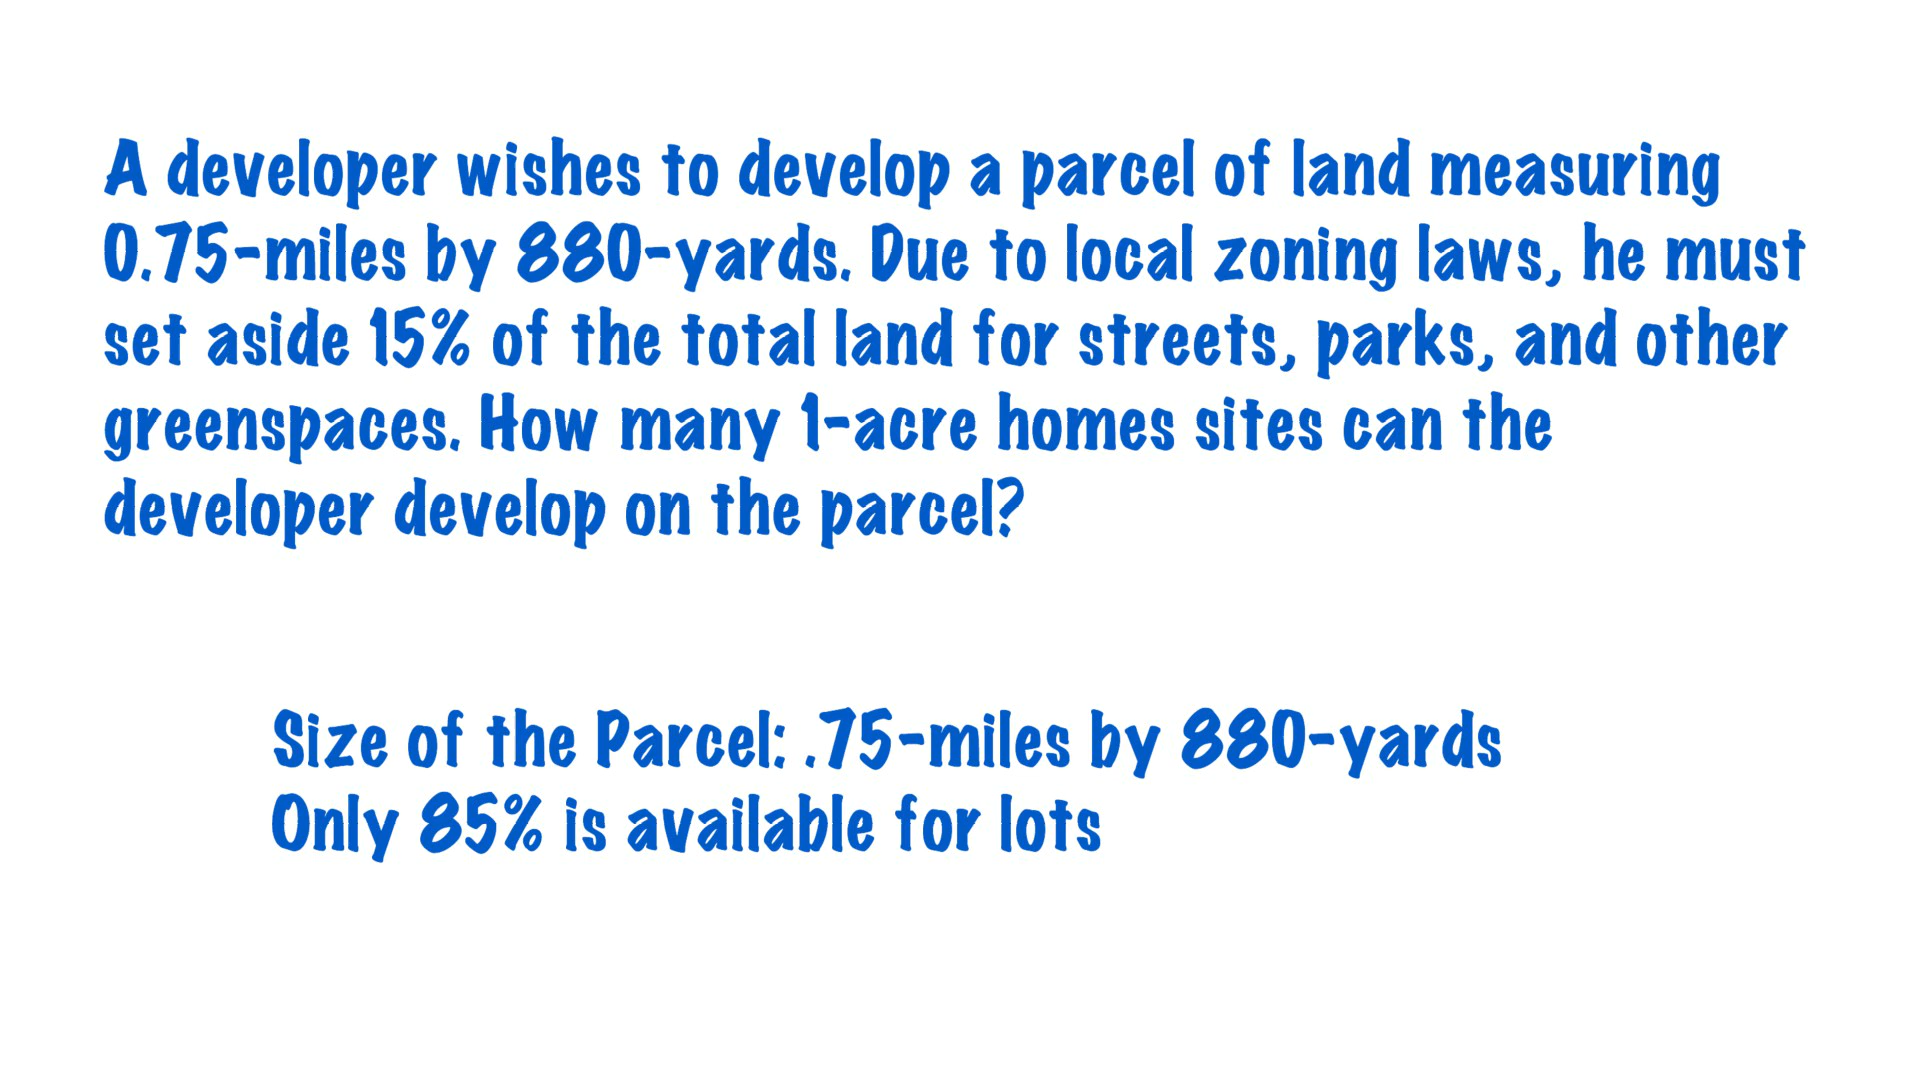 A developer wishes to develop a parcel of land measuring
0.75-miles by 880-yards. Due to local zoning laws, he must
set aside 15% of the total land for streets, parks, and other
greenspaces. How many 1-acre homes sites can the
developer develop on the parcel?
Size of the Parcel: .75-miles by 880-yards
Only 85% is available for lots